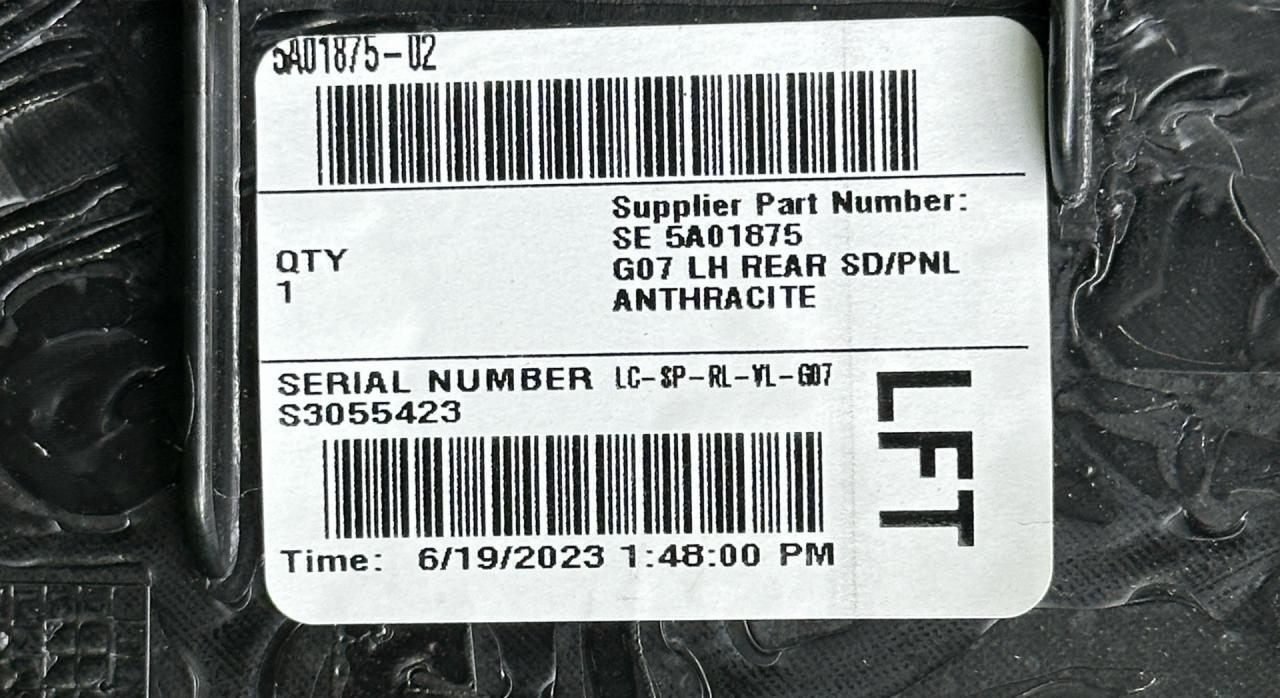 5A01875-02
Supplier Part Number:
SE 5A01875
G07 LH REAR SD/PNL
ANTHRACITE
QTY
1
SERIAL NUMBER LC-SP-RL-YL-G07
S3055423
LFT
Time: 6/19/2023 1:48:00 PM